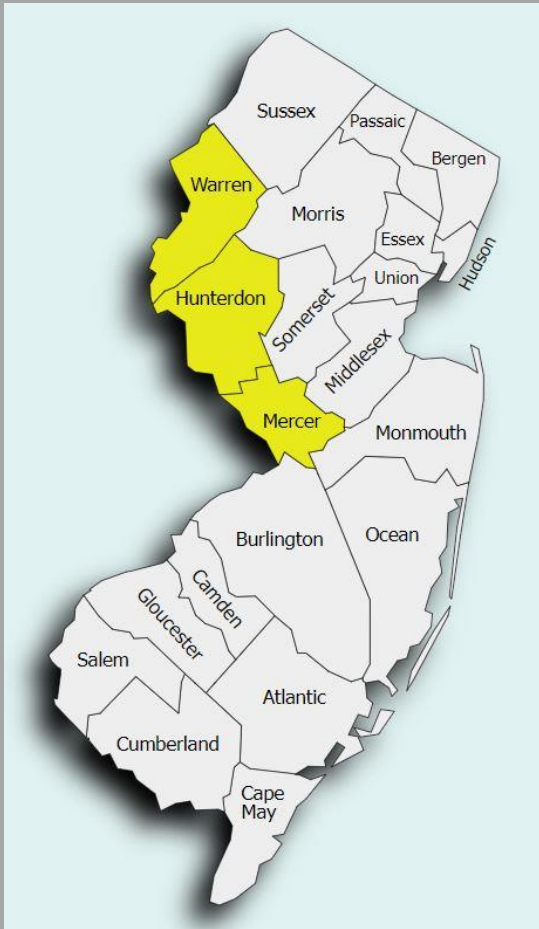 Sussex
Passaic
Bergen
Warren
Morris
Essex
Hudson
Union
Hunterdon
Somerset
Middlesex
Mercer
Monmouth
Burlington
Ocean
Camden
Gloucester
Salem
Atlantic
Cumberland
Cape
May